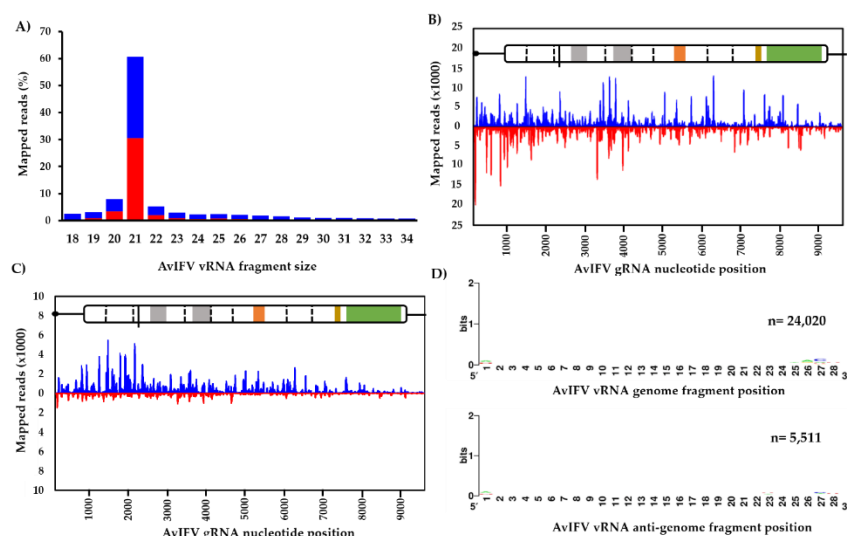 A)
70
60
50
40
30
20
10
0
Mapped reads (%)
18 19 20 21 22 23 24 25 26 27 28 29 30 31 32 33 34
AvIFV vRNA fragment size
B)
25
20
15
10
5
0
5
10
15
20
25
Mapped reads (x1000)
1000 2000 3000 4000 5000 6000 7000 8000 9000
AvIFV gRNA nucleotide position
C)
10
8
6
4
2
0
2
4
6
8
10
Mapped reads (x1000)
1000 2000 3000 4000 5000 6000 7000 8000 9000
AvIFV gRNA nucleotide position
D)
2
1
0
bits
n= 24,020
5′ 1 2 3 4 5 6 7 8 9 10 11 12 13 14 15 16 17 18 19 20 21 22 23 24 25 26 27 28 3
AvIFV vRNA genome fragment position
2
1
0
bits
n= 5,511
5′ 1 2 3 4 5 6 7 8 9 10 11 12 13 14 15 16 17 18 19 20 21 22 23 24 25 26 27 28 3
AvIFV vRNA anti-genome fragment position